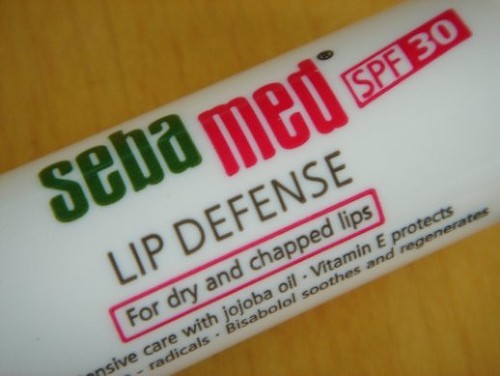 sebamed® SPF 30
LIP DEFENSE
For dry and chapped lips
care with jojoba oil · Vitamin E protects
- radicals · Bisabolol soothes and regenerates